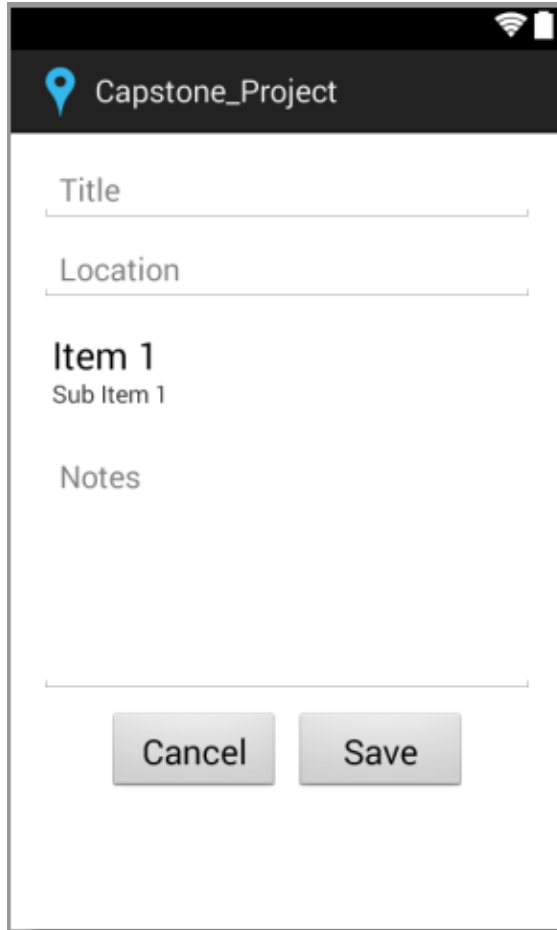 Capstone_Project
Title
Location
Item 1
Sub Item 1
Notes
Cancel Save